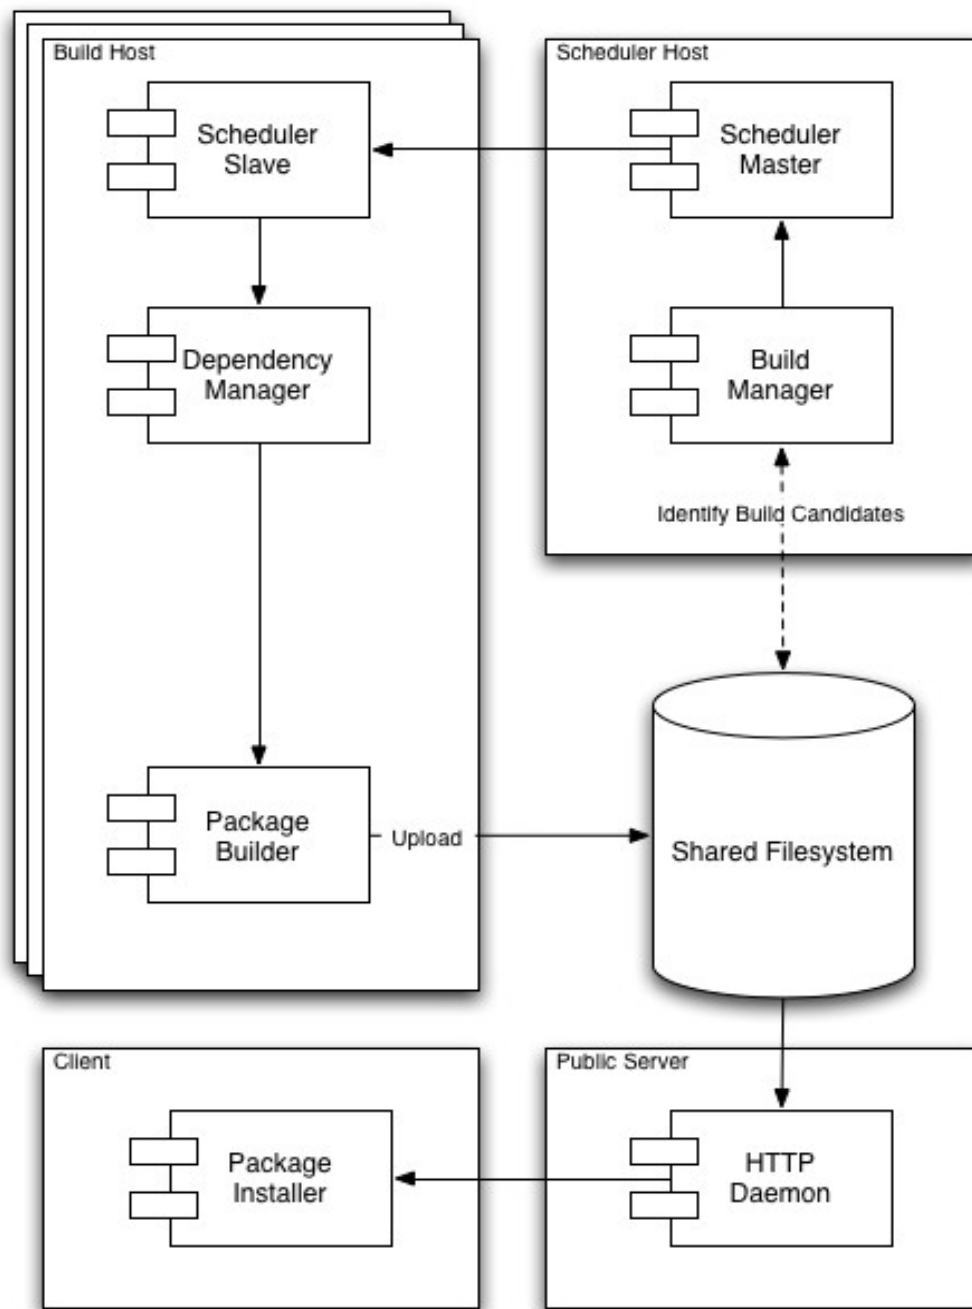 Build Host
Scheduler
Slave
Dependency
Manager
Package
Builder
Upload
Scheduler Host
Scheduler
Master
Build
Manager
Identify Build Candidates
Shared Filesystem
Client
Package
Installer
Public Server
HTTP
Daemon